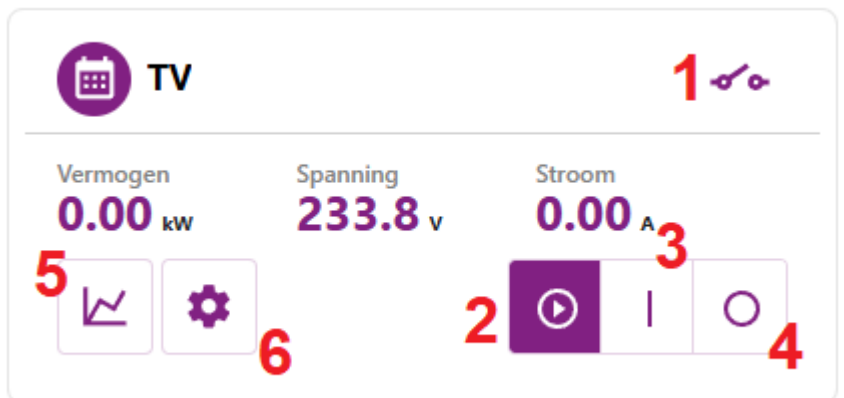 TV 1
Vermogen Spanning Stroom
0.00 kW 233.8 V 0.00 A
3
5
2
6 4